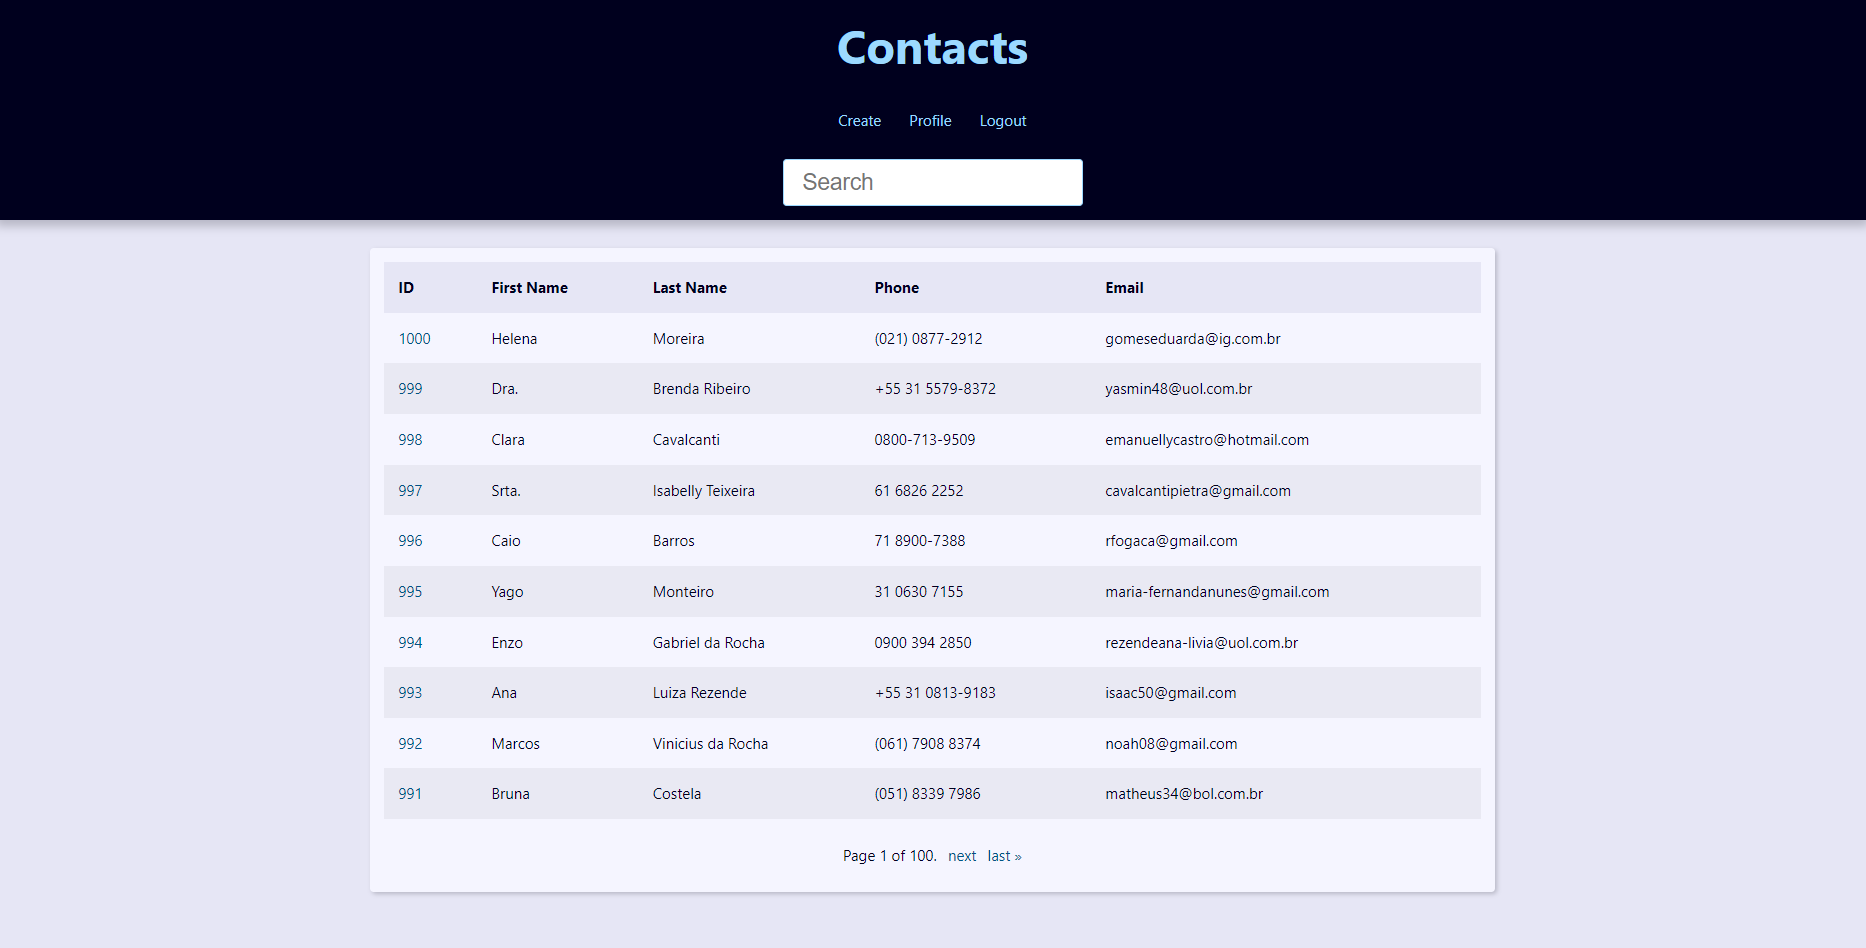 Contacts
Create Profile Logout
Search
ID First Name Last Name Phone Email
1000 Helena Moreira (021) 0877-2912 gomeseduarda@ig.com.br
999 Dra. Brenda Ribeiro +55 31 5579-8372 yasmin48@uol.com.br
998 Clara Cavalcanti 0800-713-9509 emanuellycastro@hotmail.com
997 Srta. Isabelly Teixeira 61 6826 2252 cavalcantipietra@gmail.com
996 Caio Barros 71 8900-7388 rfogaca@gmail.com
995 Yago Monteiro 31 0630 7155 maria-fernandanunes@gmail.com
994 Enzo Gabriel da Rocha 0900 394 2850 rezendeana-livia@uol.com.br
993 Ana Luiza Rezende +55 31 0813-9183 isaac50@gmail.com
992 Marcos Vinicius da Rocha (061) 7908 8374 noah08@gmail.com
991 Bruna Costela (051) 8339 7986 matheus34@bol.com.br
Page 1 of 100. next last »